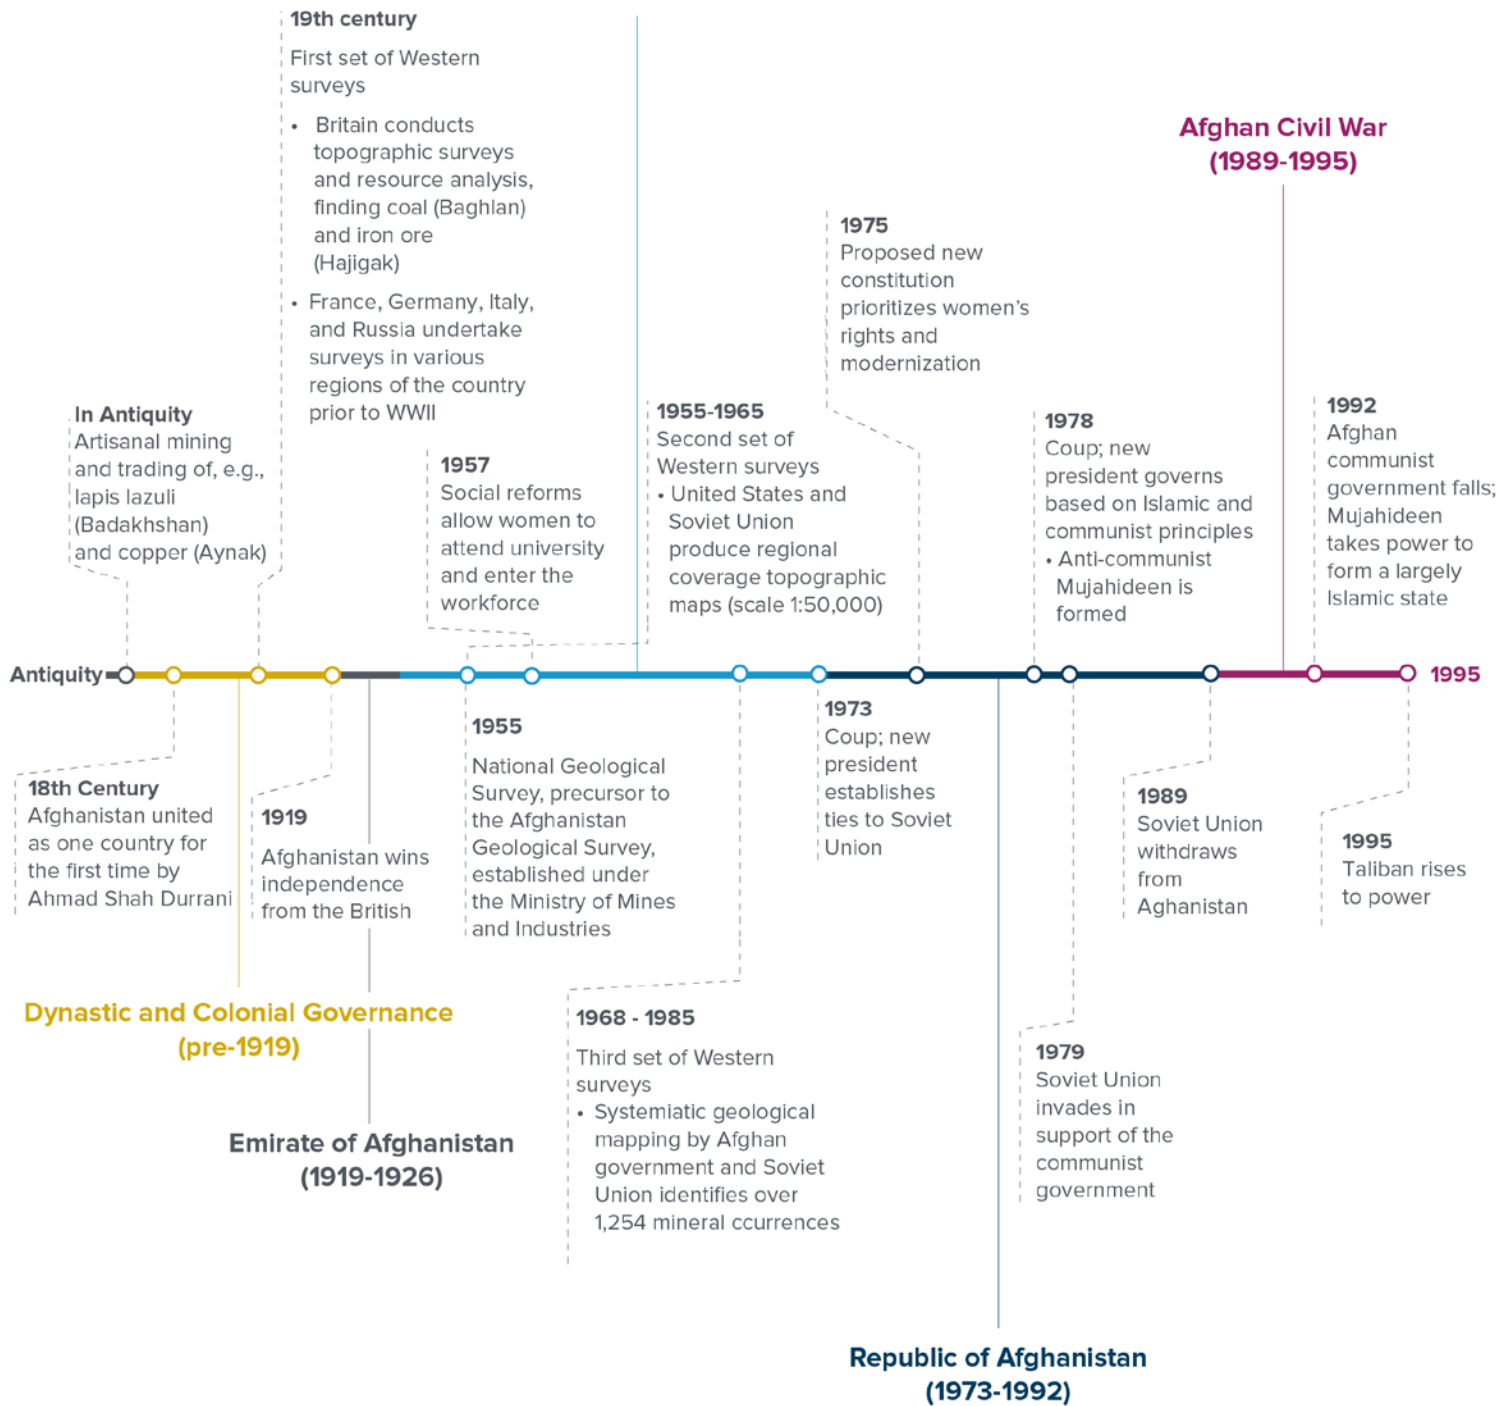 19th century
First set of Western
surveys
• Britain conducts
topographic surveys
and resource analysis,
finding coal (Baghlan)
and iron ore
(Hajigak)
• France, Germany, Italy,
and Russia undertake
surveys in various
regions of the country
prior to WWII
Afghan Civil War
(1989-1995)
1975
Proposed new
constitution
prioritizes women's
rights and
modernization
In Antiquity
Artisanal mining
and trading of, e.g.,
lapis lazuli
(Badakhshan)
and copper (Aynak)
1957
Social reforms
allow women to
attend university
and enter the
workforce
1955-1965
Second set of
Western surveys
• United States and
Soviet Union
produce regional
coverage topographic
maps (scale 1:50,000)
1978
Coup; new
president governs
based on Islamic and
communist principles
• Anti-communist
Mujahideen is
formed
1992
Afghan
communist
government falls;
Mujahideen
takes power to
form a largely
Islamic state
Antiquity
1995
18th Century
Afghanistan united
as one country for
the first time by
Ahmad Shah Durrani
1919
Afghanistan wins
independence
from the British
1955
National Geological
Survey, precursor to
the Afghanistan
Geological Survey,
established under
the Ministry of Mines
and Industries
1973
Coup; new
president
establishes
ties to Soviet
Union
1989
Soviet Union
withdraws
from
Aghanistan
1995
Taliban rises
to power
Dynastic and Colonial Governance
(pre-1919)
Emirate of Afghanistan
(1919-1926)
1968 - 1985
Third set of Western
surveys
• Systemiatic geological
mapping by Afghan
government and Soviet
Union identifies over
1,254 mineral ccurrences
1979
Soviet Union
invades in
support of the
communist
government
Republic of Afghanistan
(1973-1992)